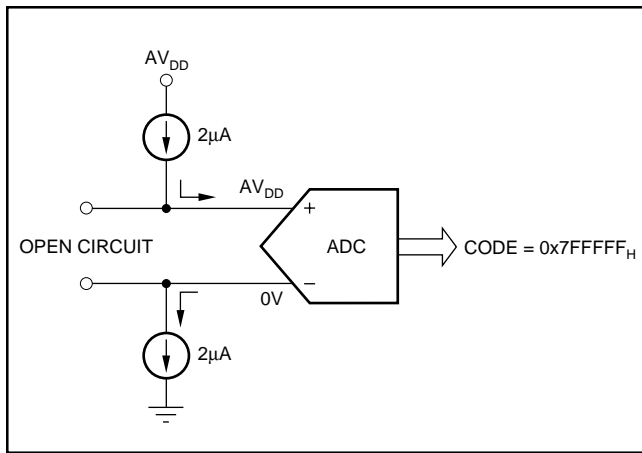 AVDD
2μA
AVDD
+
OPEN CIRCUIT
ADC
CODE = 0x7FFFFFH
0V
−
2μA